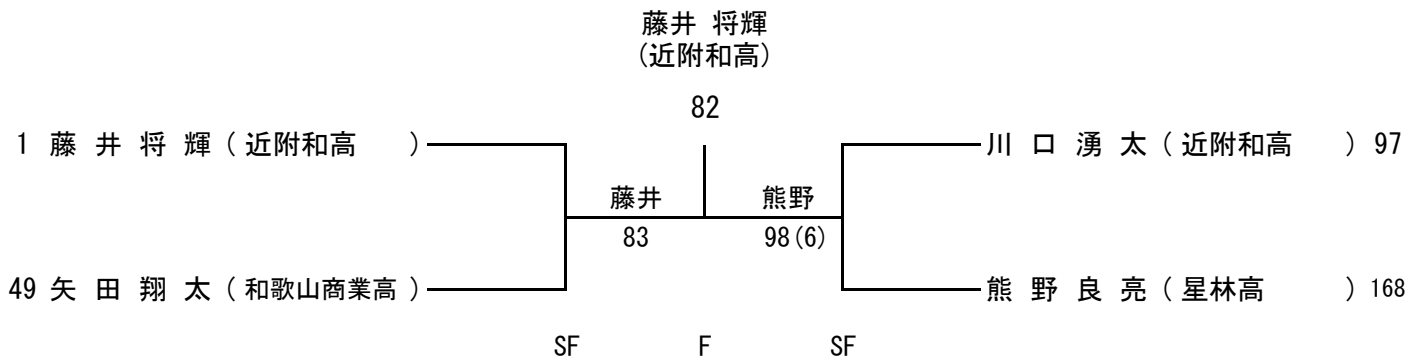 藤井 将輝
(近附和高)
82
1 藤 井 将 輝 ( 近附和高 )
川 口 湧 太 ( 近附和高 ) 97
藤井
熊野
83
98(6)
49 矢 田 翔 太 ( 和歌山商業高 )
熊 野 良 亮 ( 星林高 ) 168
SF F SF